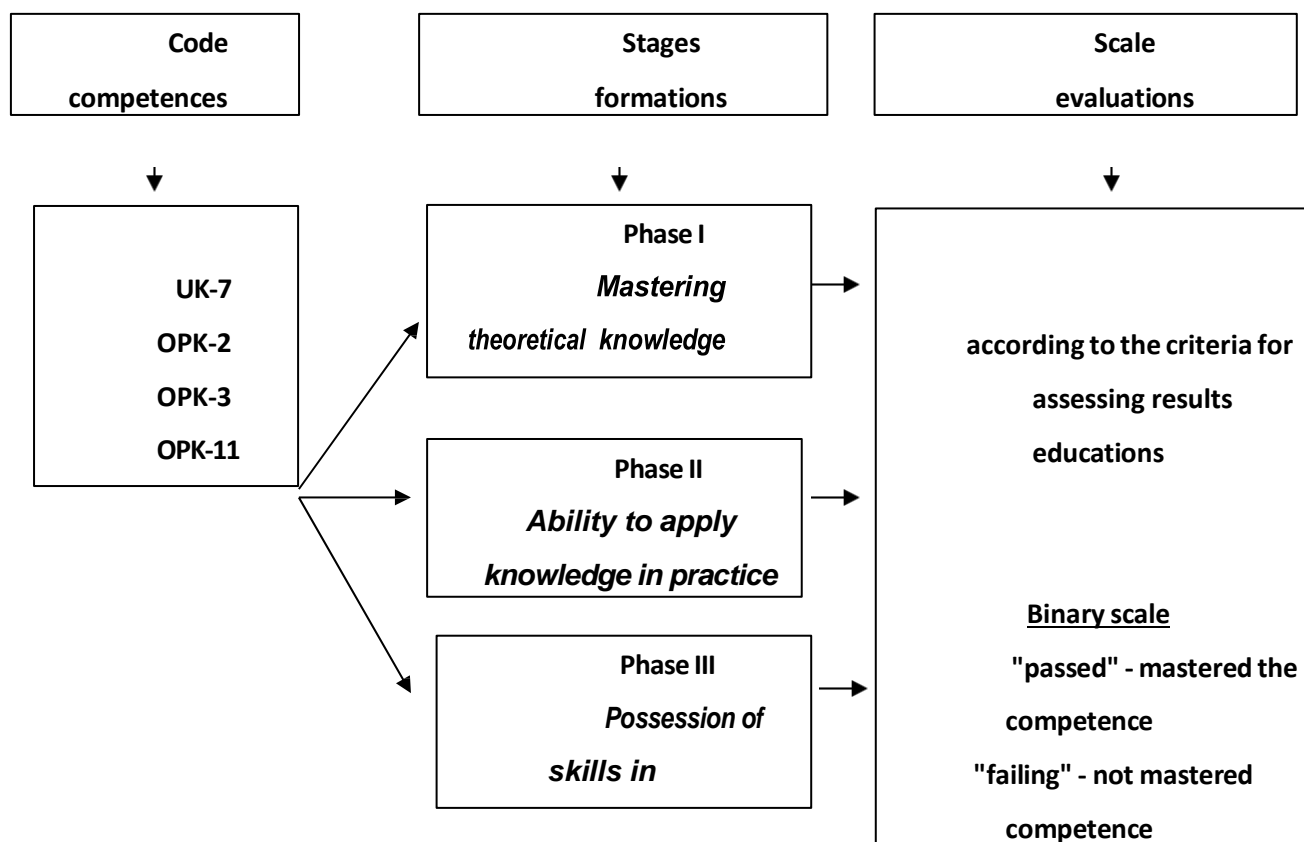 Code
competences
Stages
formations
Scale
evaluations
UK-7
OPK-2
OPK-3
OPK-11
Phase I
Mastering
theoretical knowledge
Phase II
Ability to apply
knowledge in practice
Phase III
Possession of
skills in
according to the criteria for
assessing results
educations
Binary scale
"passed" - mastered the
competence
"failing" - not mastered
competence